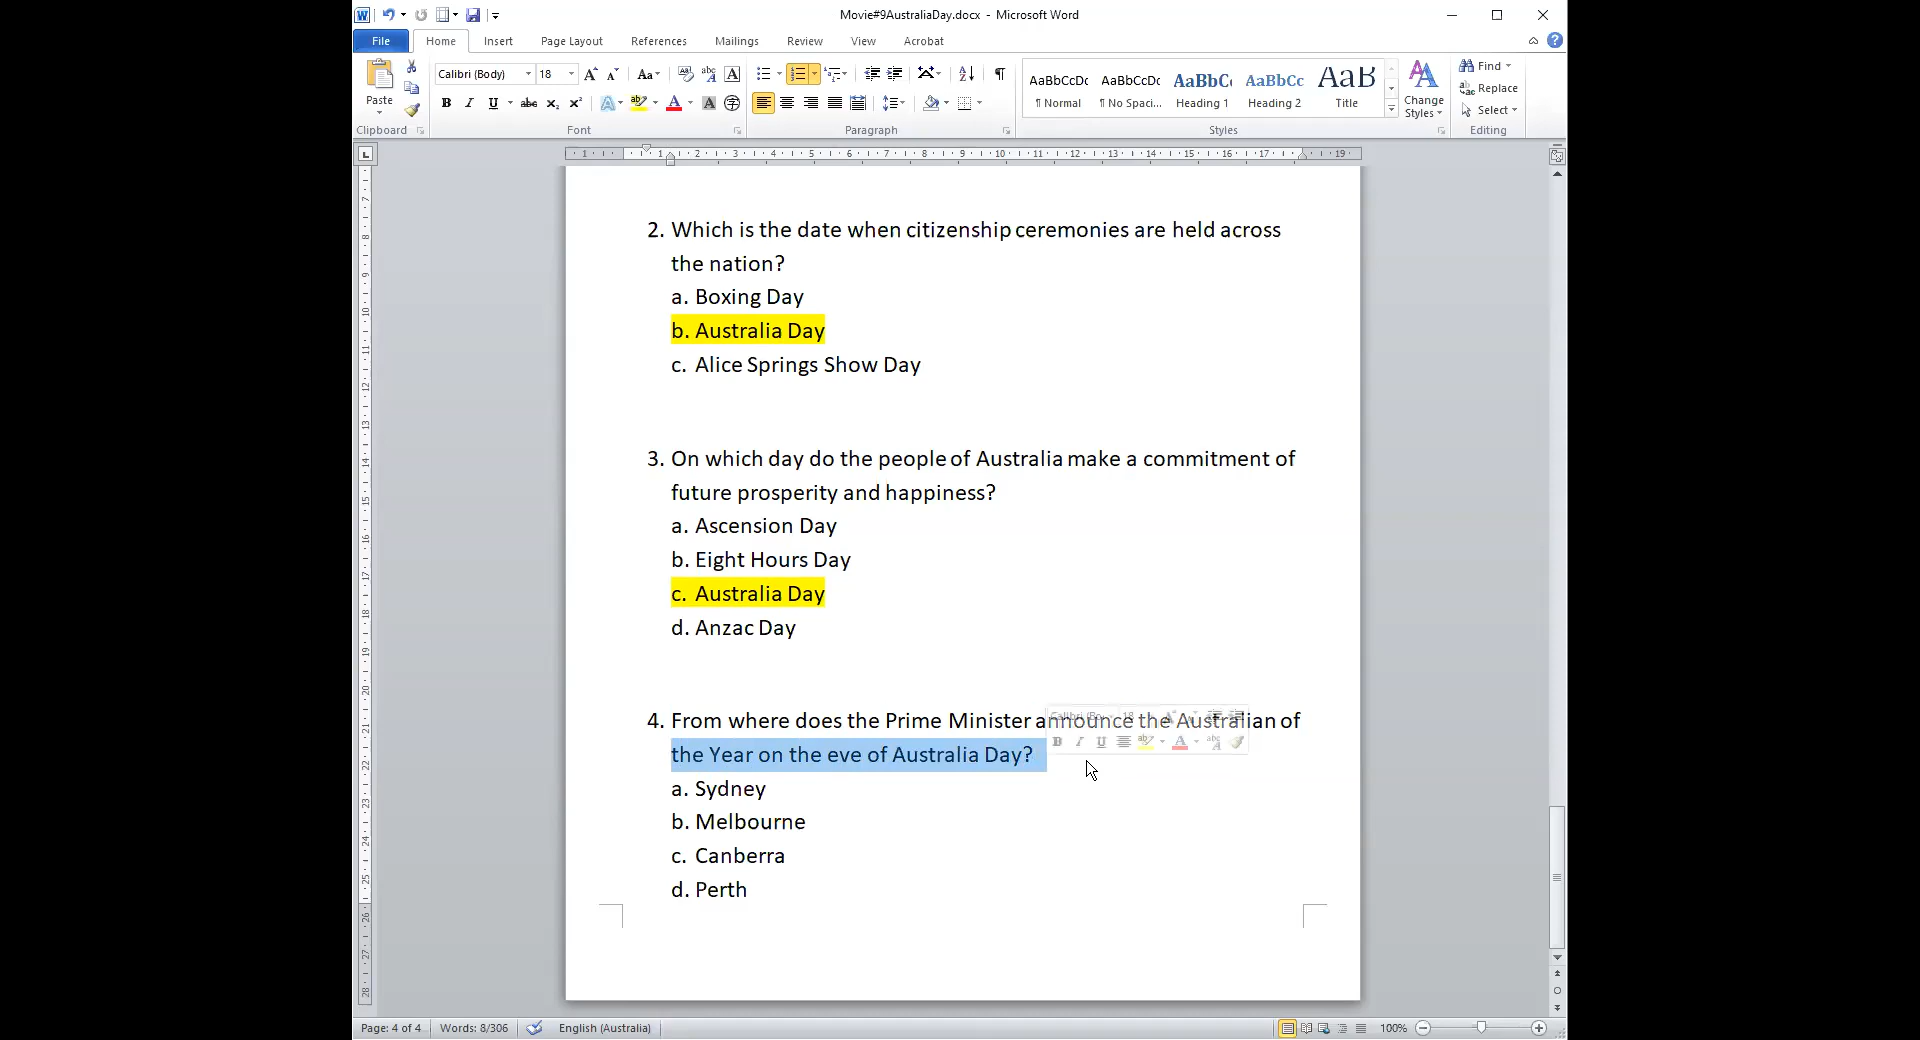 Movie#9AustraliaDay.docx - Microsoft Word
File Home Insert Page Layout References Mailings Review View Acrobat
Calibri (Body) 18
Paste
Clipboard Font Paragraph Styles Editing
AaBbCcDc AaBbCcDc AaBbC AaBbCc AaB
¶ Normal ¶ No Spaci... Heading 1 Heading 2 Title
Change Styles
Find
Replace
Select
2. Which is the date when citizenship ceremonies are held across
the nation?
a. Boxing Day
b. Australia Day
c. Alice Springs Show Day
3. On which day do the people of Australia make a commitment of
future prosperity and happiness?
a. Ascension Day
b. Eight Hours Day
c. Australia Day
d. Anzac Day
4. From where does the Prime Minister announce the Australian of
the Year on the eve of Australia Day?
a. Sydney
b. Melbourne
c. Canberra
d. Perth
Page: 4 of 4 Words: 8/306 English (Australia) 100%